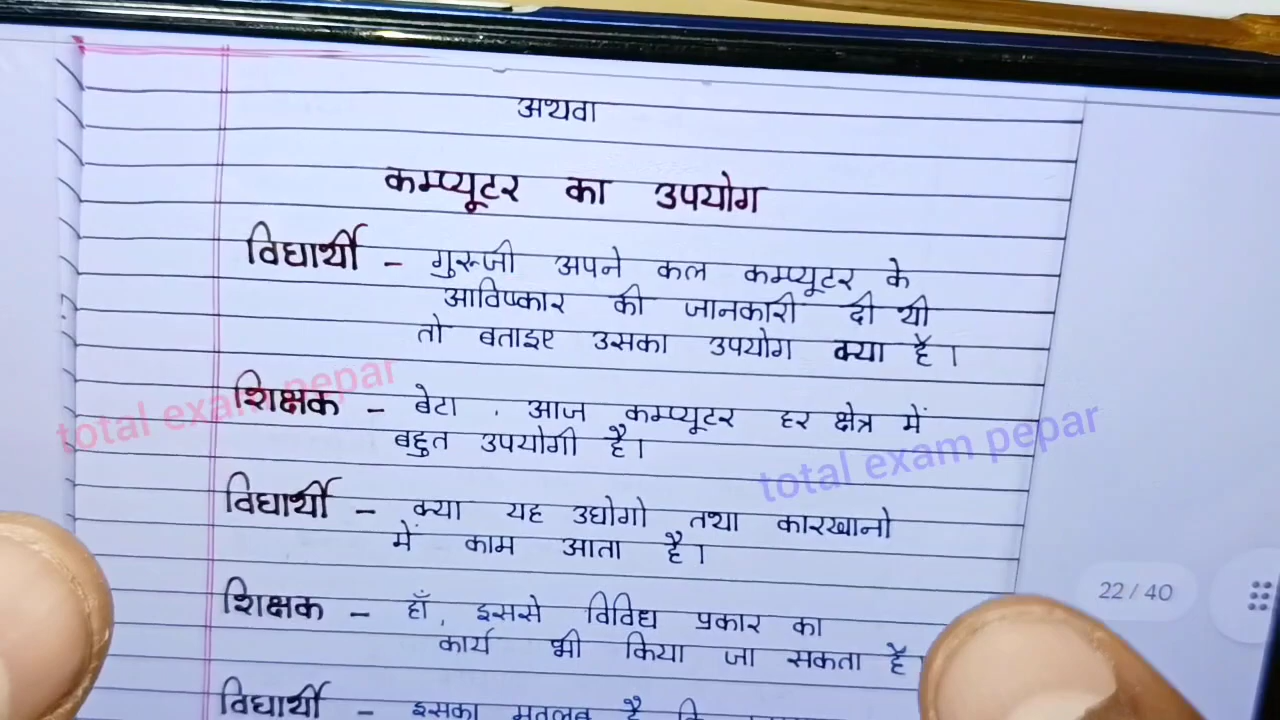 अथवा
कम्प्यूटर का उपयोग
विद्यार्थी - गुरुजी अपने कल कम्प्यूटर के
आविष्कार की जानकारी दी थी
तो बताइए उसका उपयोग क्या है।
शिक्षक - बेटा , आज कम्प्यूटर हर क्षेत्र में
बहुत उपयोगी है।
total exam pepar
total exam pepar
विद्यार्थी - क्या यह उद्योगो तथा कारखानो
में काम आता है।
शिक्षक - हाँ, इससे विविध प्रकार का
कार्य भी किया जा सकता है
22/40
विद्यार्थी - इसका मतलब है कि